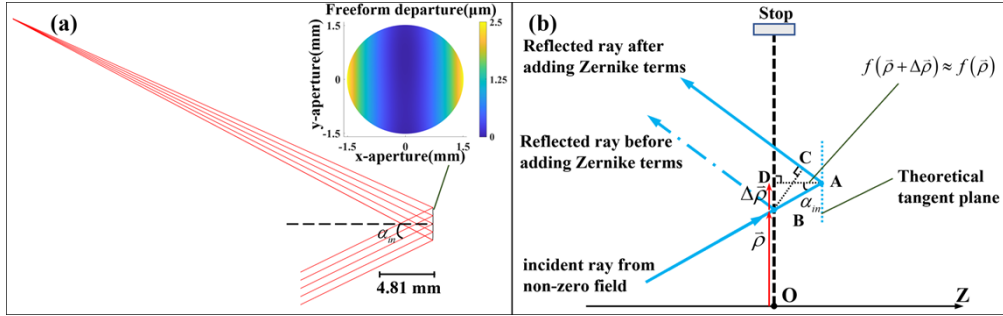 (a)
Freeform departure(μm)
2.5
1.25
0
y-aperture(mm)
1.5
0
-1.5
-1.5
0
1.5
x-aperture(mm)
α_in
4.81 mm
(b)
Stop
Reflected ray after
adding Zernike terms
f(ρ⃗ + Δρ⃗) ≈ f(ρ⃗)
Reflected ray before
adding Zernike terms
C
D
A
Δρ⃗
α_in
B
Theoretical
tangent plane
ρ⃗
incident ray from
non-zero field
O
Z